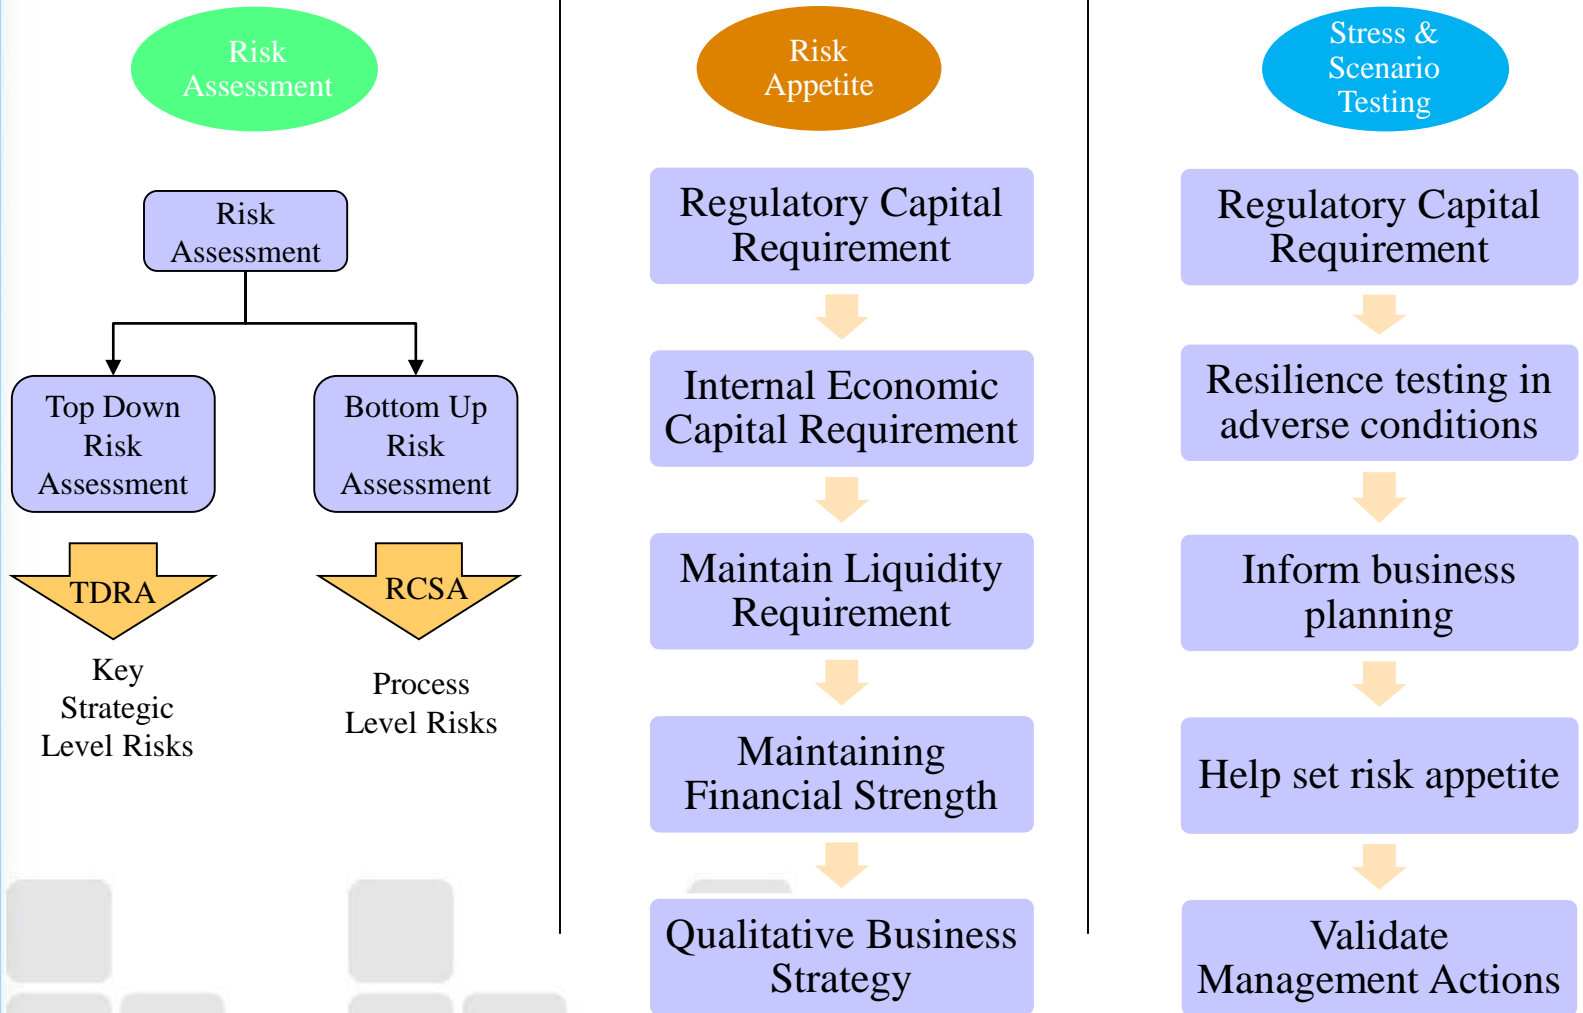 Risk
Assessment
Risk
Assessment
Top Down
Risk
Assessment
Bottom Up
Risk
Assessment
TDRA
RCSA
Key
Strategic
Level Risks
Process
Level Risks
Risk
Appetite
Regulatory Capital
Requirement
Internal Economic
Capital Requirement
Maintain Liquidity
Requirement
Maintaining
Financial Strength
Qualitative Business
Strategy
Stress &
Scenario
Testing
Regulatory Capital
Requirement
Resilience testing in
adverse conditions
Inform business
planning
Help set risk appetite
Validate
Management Actions